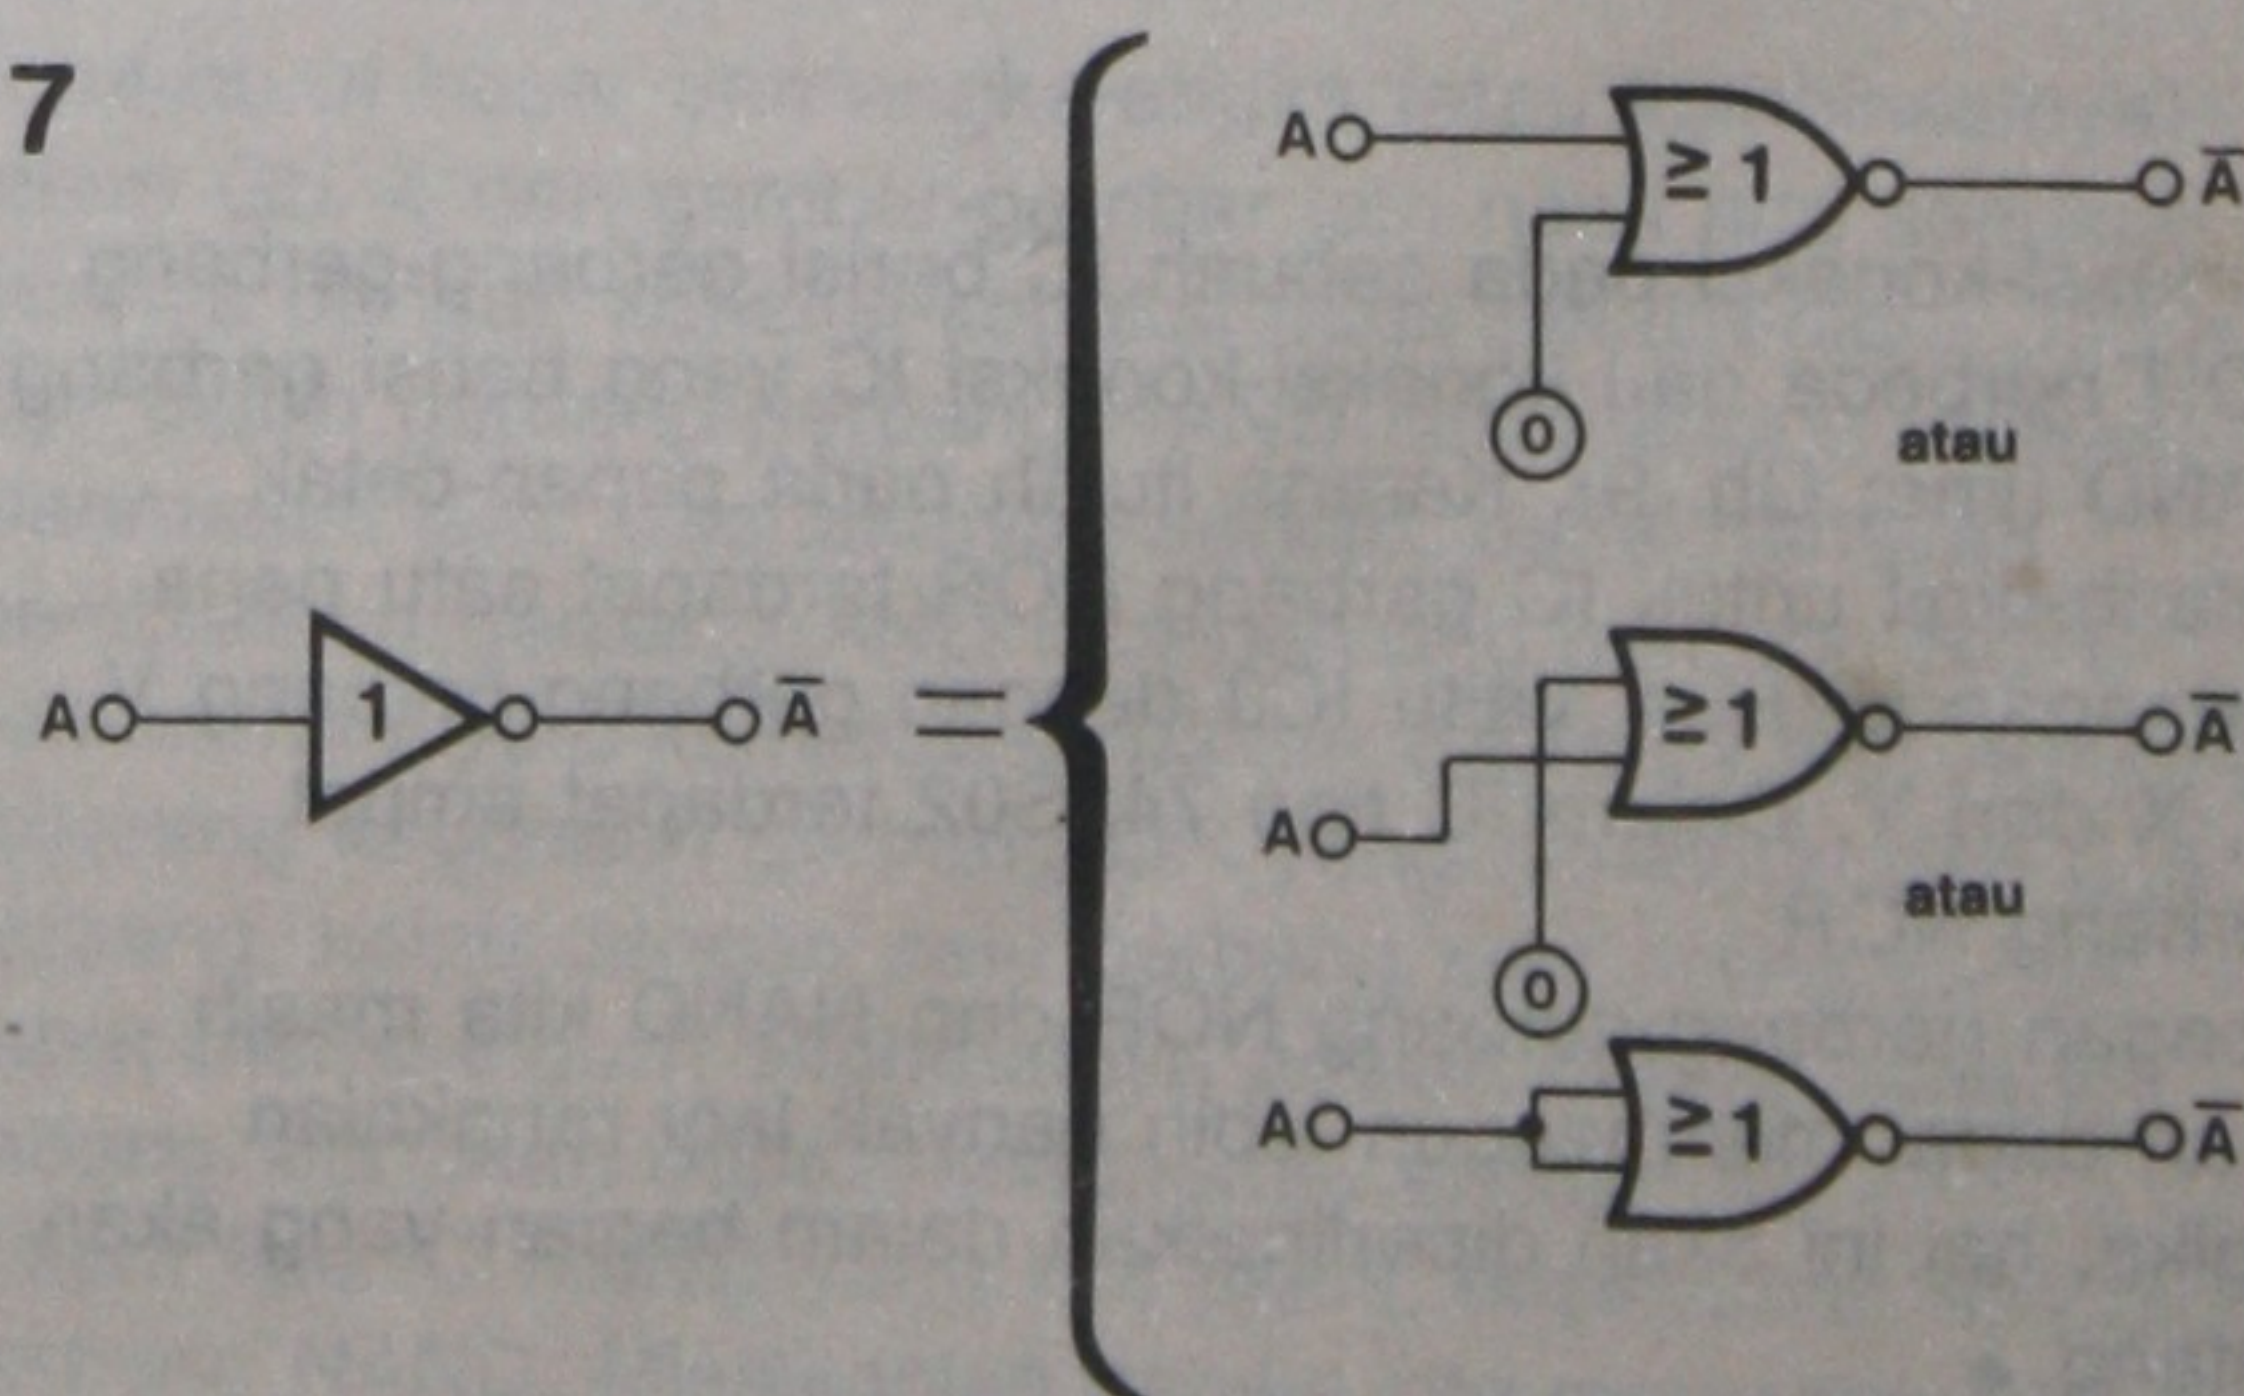 7
A ≥ 1 A̅
0
atau
A 1 A̅ =
≥ 1 A̅
A
atau
0
A ≥ 1 A̅